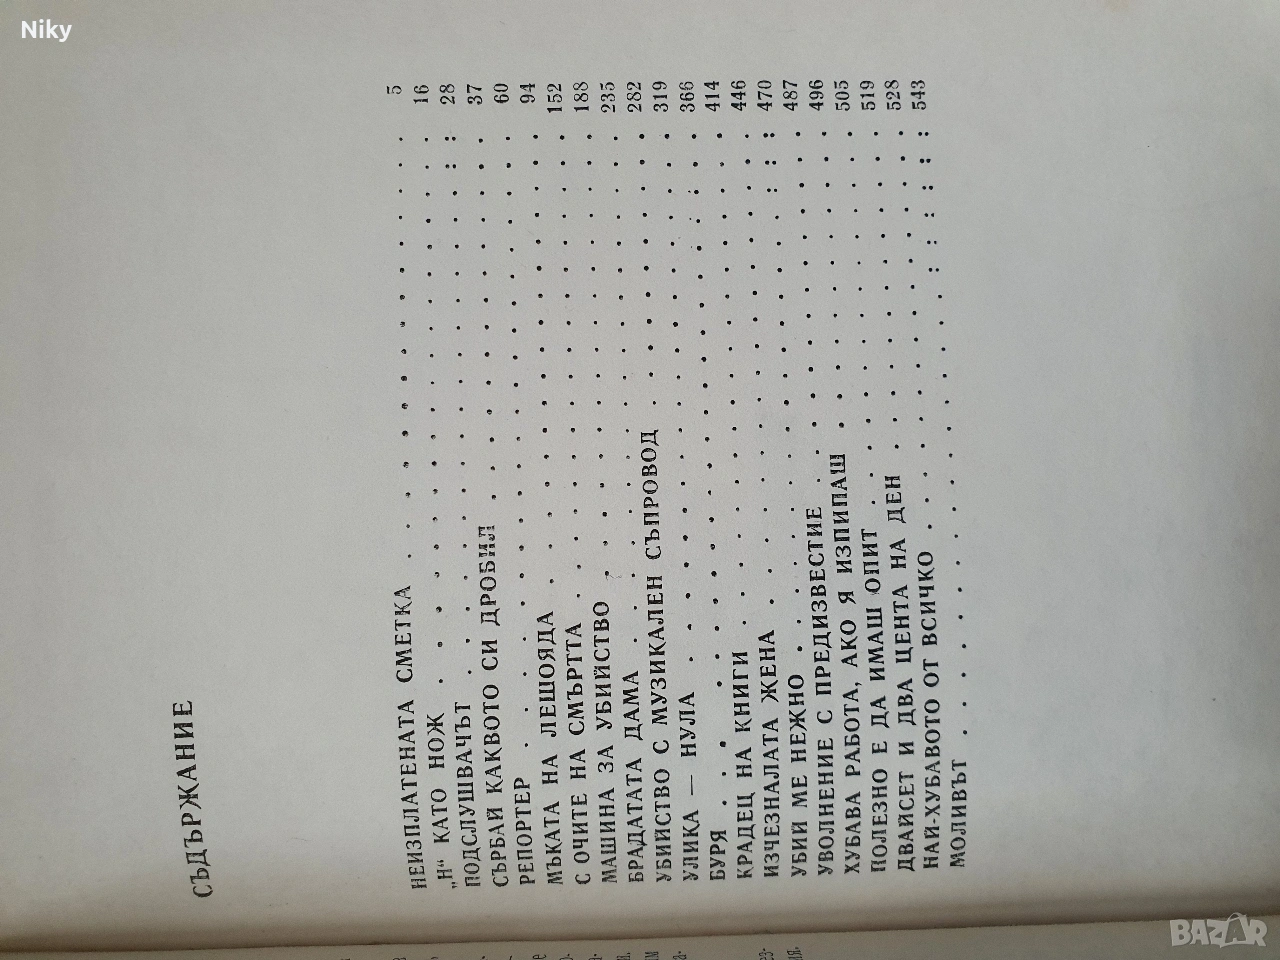 Niky
СЪДЪРЖАНИЕ
НЕИЗПЛАТЕНАТА СМЕТКА 5
„Н“ КАТО НОЖ 16
ПОДСЛУШВАЧЪТ 28
СЪРБАЙ КАКВОТО СИ ДРОБИЛ 37
РЕПОРТЕР 60
МЪКАТА НА ЛЕШОЯДА 94
С ОЧИТЕ НА СМЪРТТА 152
МАШИНА ЗА УБИЙСТВО 188
БРАДАТАТА ДАМА 235
УБИЙСТВО С МУЗИКАЛЕН СЪПРОВОД 282
УЛИКА — НУЛА 319
БУРЯ 366
КРАДЕЦ НА КНИГИ 414
ИЗЧЕЗНАЛАТА ЖЕНА 446
УБИЙ МЕ НЕЖНО 470
УВОЛНЕНИЕ С ПРЕДИЗВЕСТИЕ 487
ХУБАВА РАБОТА, АКО Я ИЗПИПАШ 496
ПОЛЕЗНО Е ДА ИМАШ ОПИТ 505
ДВАЙСЕТ И ДВА ЦЕНТА НА ДЕН 519
НАЙ-ХУБАВОТО ОТ ВСИЧКО 528
МОЛИВЪТ 543
BAZAR